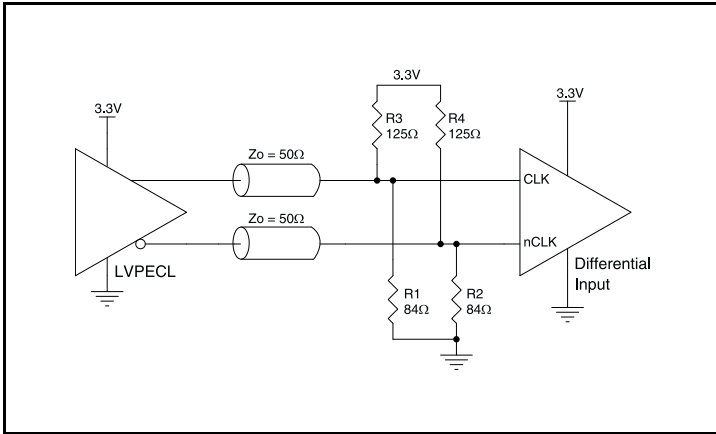 3.3V
3.3V
3.3V
R3
125Ω
R4
125Ω
Zo = 50Ω
CLK
Zo = 50Ω
nCLK
LVPECL
Differential
Input
R1
84Ω
R2
84Ω